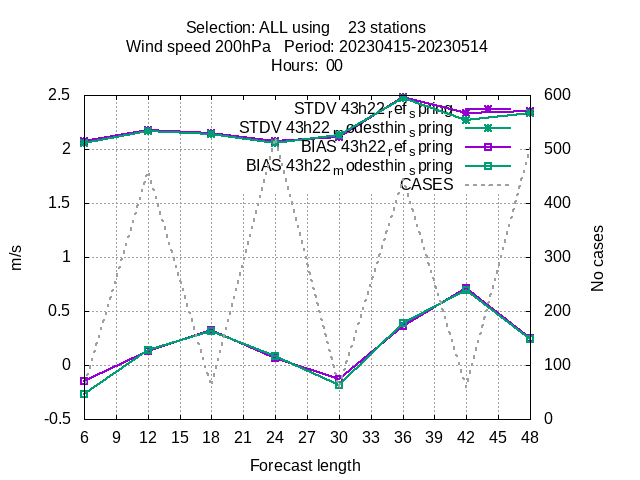 Selection: ALL using    23 stations
Wind speed 200hPa   Period: 20230415-20230514
Hours:  00
STDV 43h22_ref_spring
STDV 43h22_modesthin_spring
BIAS 43h22_ref_spring
BIAS 43h22_modesthin_spring
CASES
2.5
2
1.5
1
0.5
0
-0.5
m/s
600
500
400
300
200
100
0
No cases
6 9 12 15 18 21 24 27 30 33 36 39 42 45 48
Forecast length